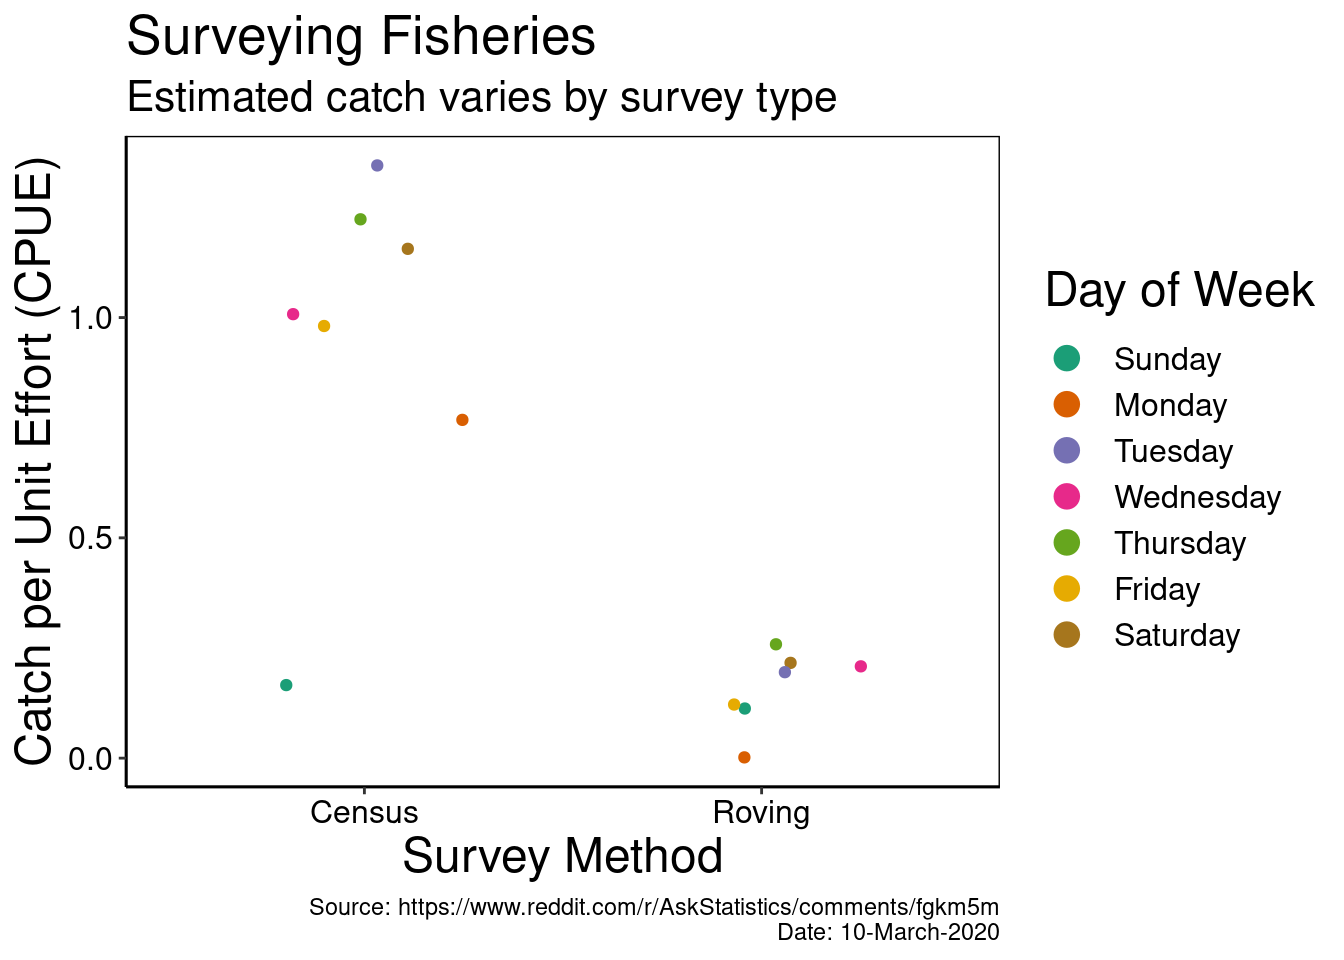 Surveying Fisheries
Estimated catch varies by survey type
Catch per Unit Effort (CPUE)
1.0
0.5
0.0
Census
Roving
Survey Method
Day of Week
Sunday
Monday
Tuesday
Wednesday
Thursday
Friday
Saturday
Source: https://www.reddit.com/r/AskStatistics/comments/fgkm5m
Date: 10-March-2020